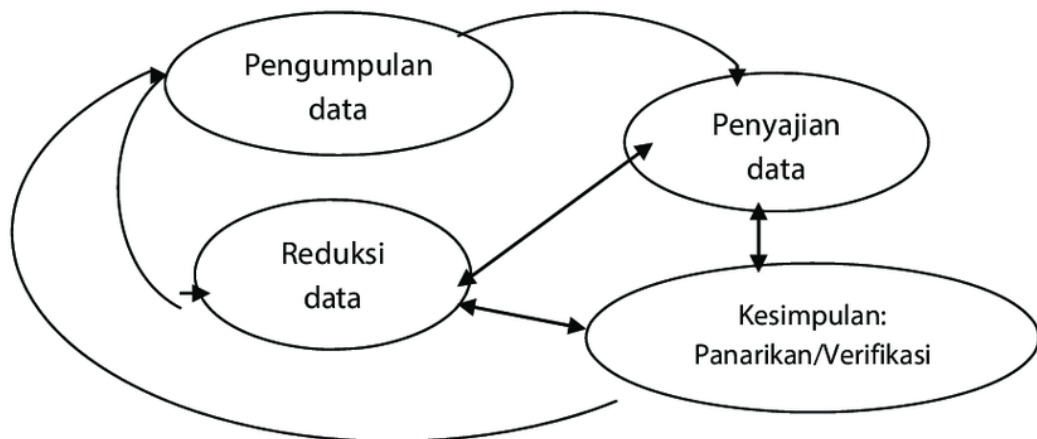 Pengumpulan
data
Penyajian
data
Reduksi
data
Kesimpulan:
Panarikan/Verifikasi